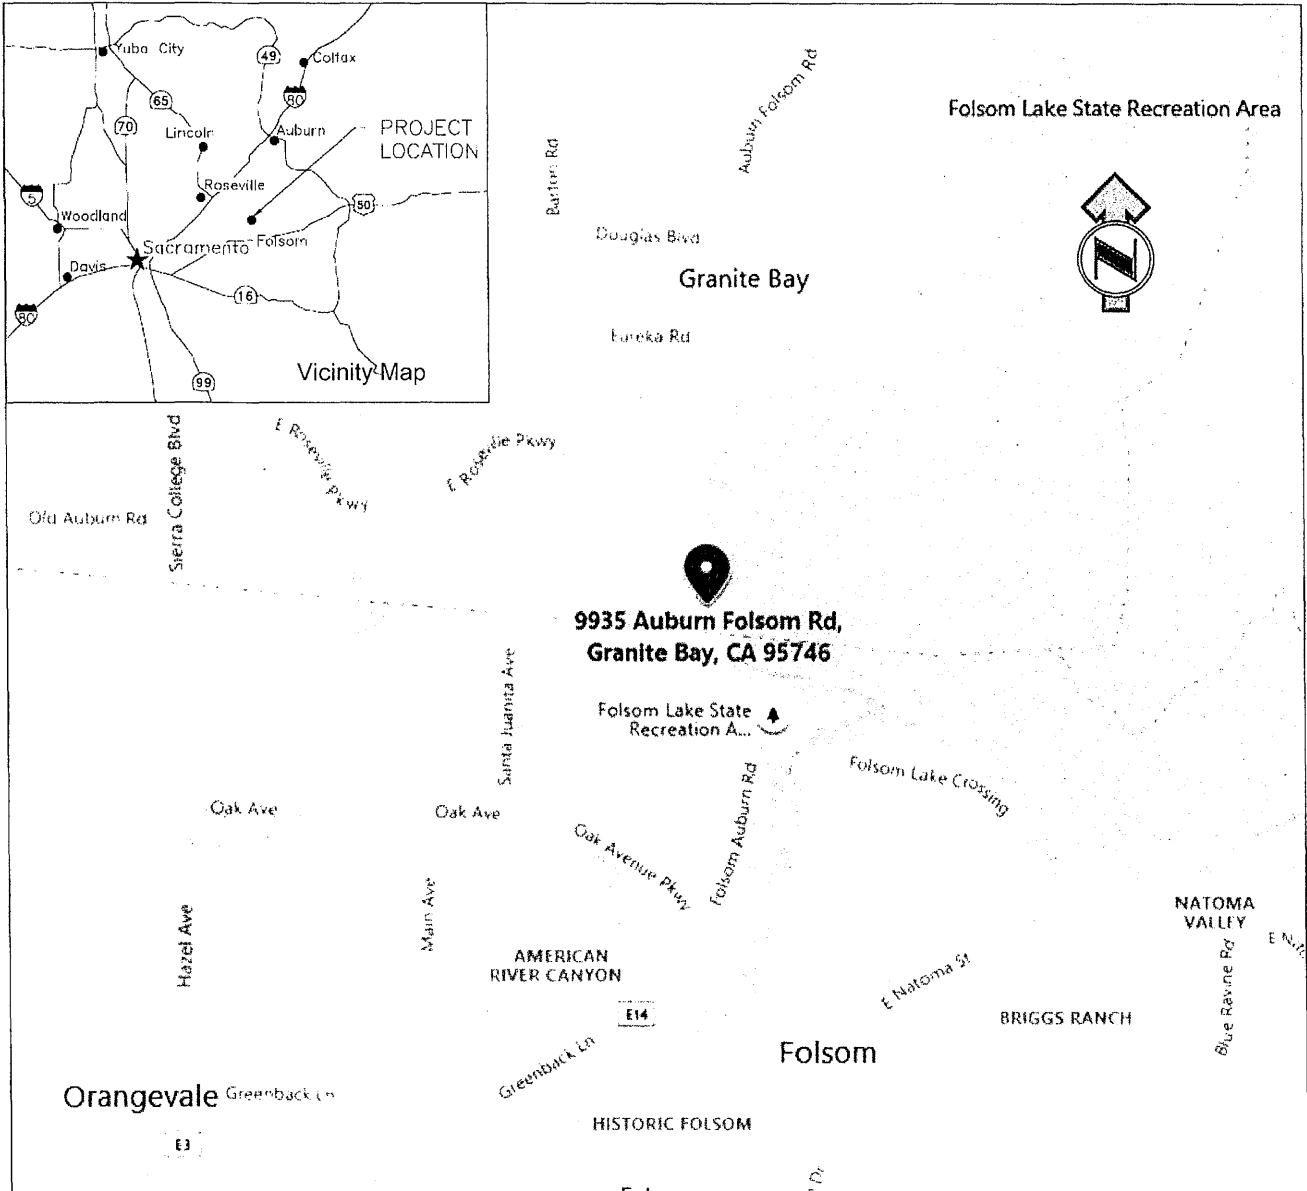 Yuba City
49
Colfax
80
65
70
Lincoln
Auburn
PROJECT
LOCATION
5
Roseville
50
Woodland
Sacramento
Folsom
Davis
16
80
99
Vicinity Map
Auburn Folsom Rd
Folsom Lake State Recreation Area
Barton Rd
Douglas Blvd
Granite Bay
N
Eureka Rd
Sierra College Blvd
E Roseville Pkwy
E Roseville Pkwy
Old Auburn Rd
9935 Auburn Folsom Rd,
Granite Bay, CA 95746
Santa Juanita Ave
Folsom Lake State
Recreation A...
Folsom Auburn Rd
Folsom Lake Crossing
Oak Ave
Oak Ave
Oak Avenue Pkwy
Hazel Ave
Main Ave
NATOMA
VALLEY
AMERICAN
RIVER CANYON
E Natoma St
Blue Ravine Rd
E14
BRIGGS RANCH
Greenback Ln
Folsom
Orangevale
Greenback Ln
E3
HISTORIC FOLSOM